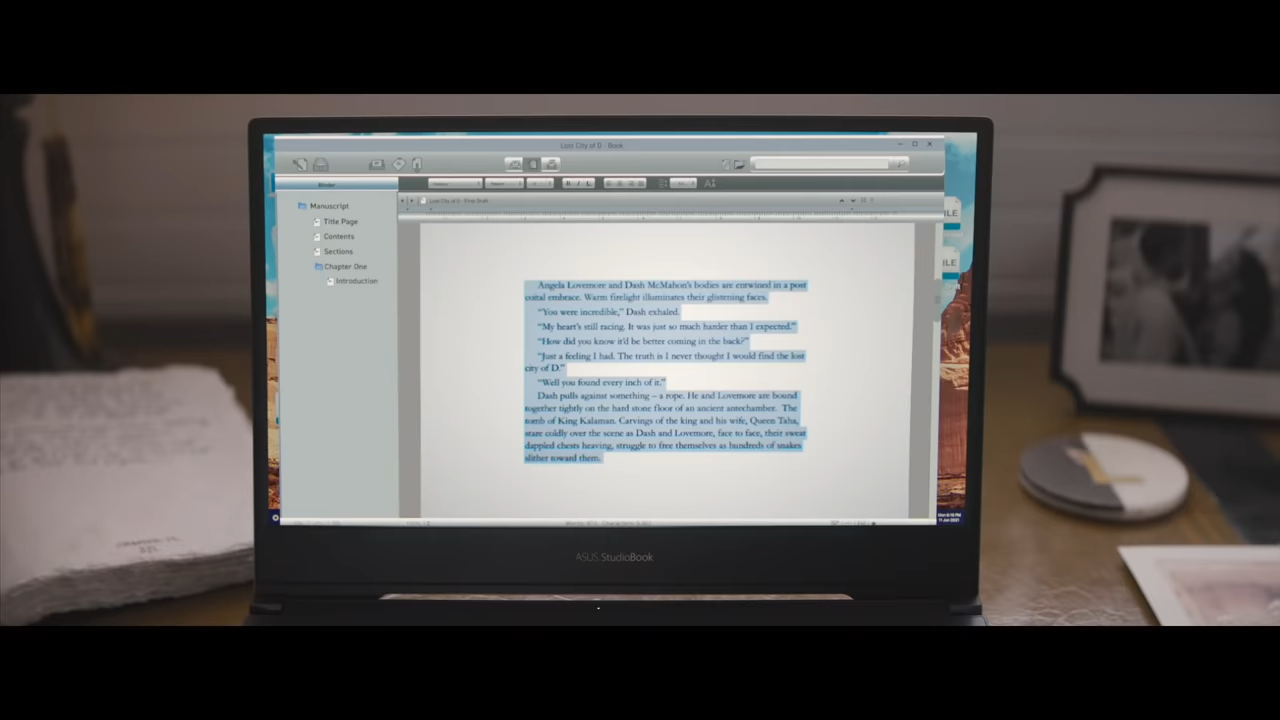 Lost City of D - Book
Binder
Manuscript
Title Page
Contents
Sections
Chapter One
Introduction
Lost City of D - First Draft
Angela Lovemore and Dash McMahon's bodies are entwined in a post
coital embrace. Warm firelight illuminates their glistening faces.
"You were incredible," Dash exhaled.
"My heart's still racing. It was just so much harder than I expected."
"How did you know it'd be better coming in the back?"
"Just a feeling I had. The truth is I never thought I would find the lost
city of D."
"Well you found every inch of it."
Dash pulls against something – a rope. He and Lovemore are bound
together tightly on the hard stone floor of an ancient antechamber. The
tomb of King Kalaman. Carvings of the king and his wife, Queen Taha,
stare coldly over the scene as Dash and Lovemore, face to face, their sweat
dappled chests heaving, struggle to free themselves as hundreds of snakes
slither toward them.
ASUS StudioBook